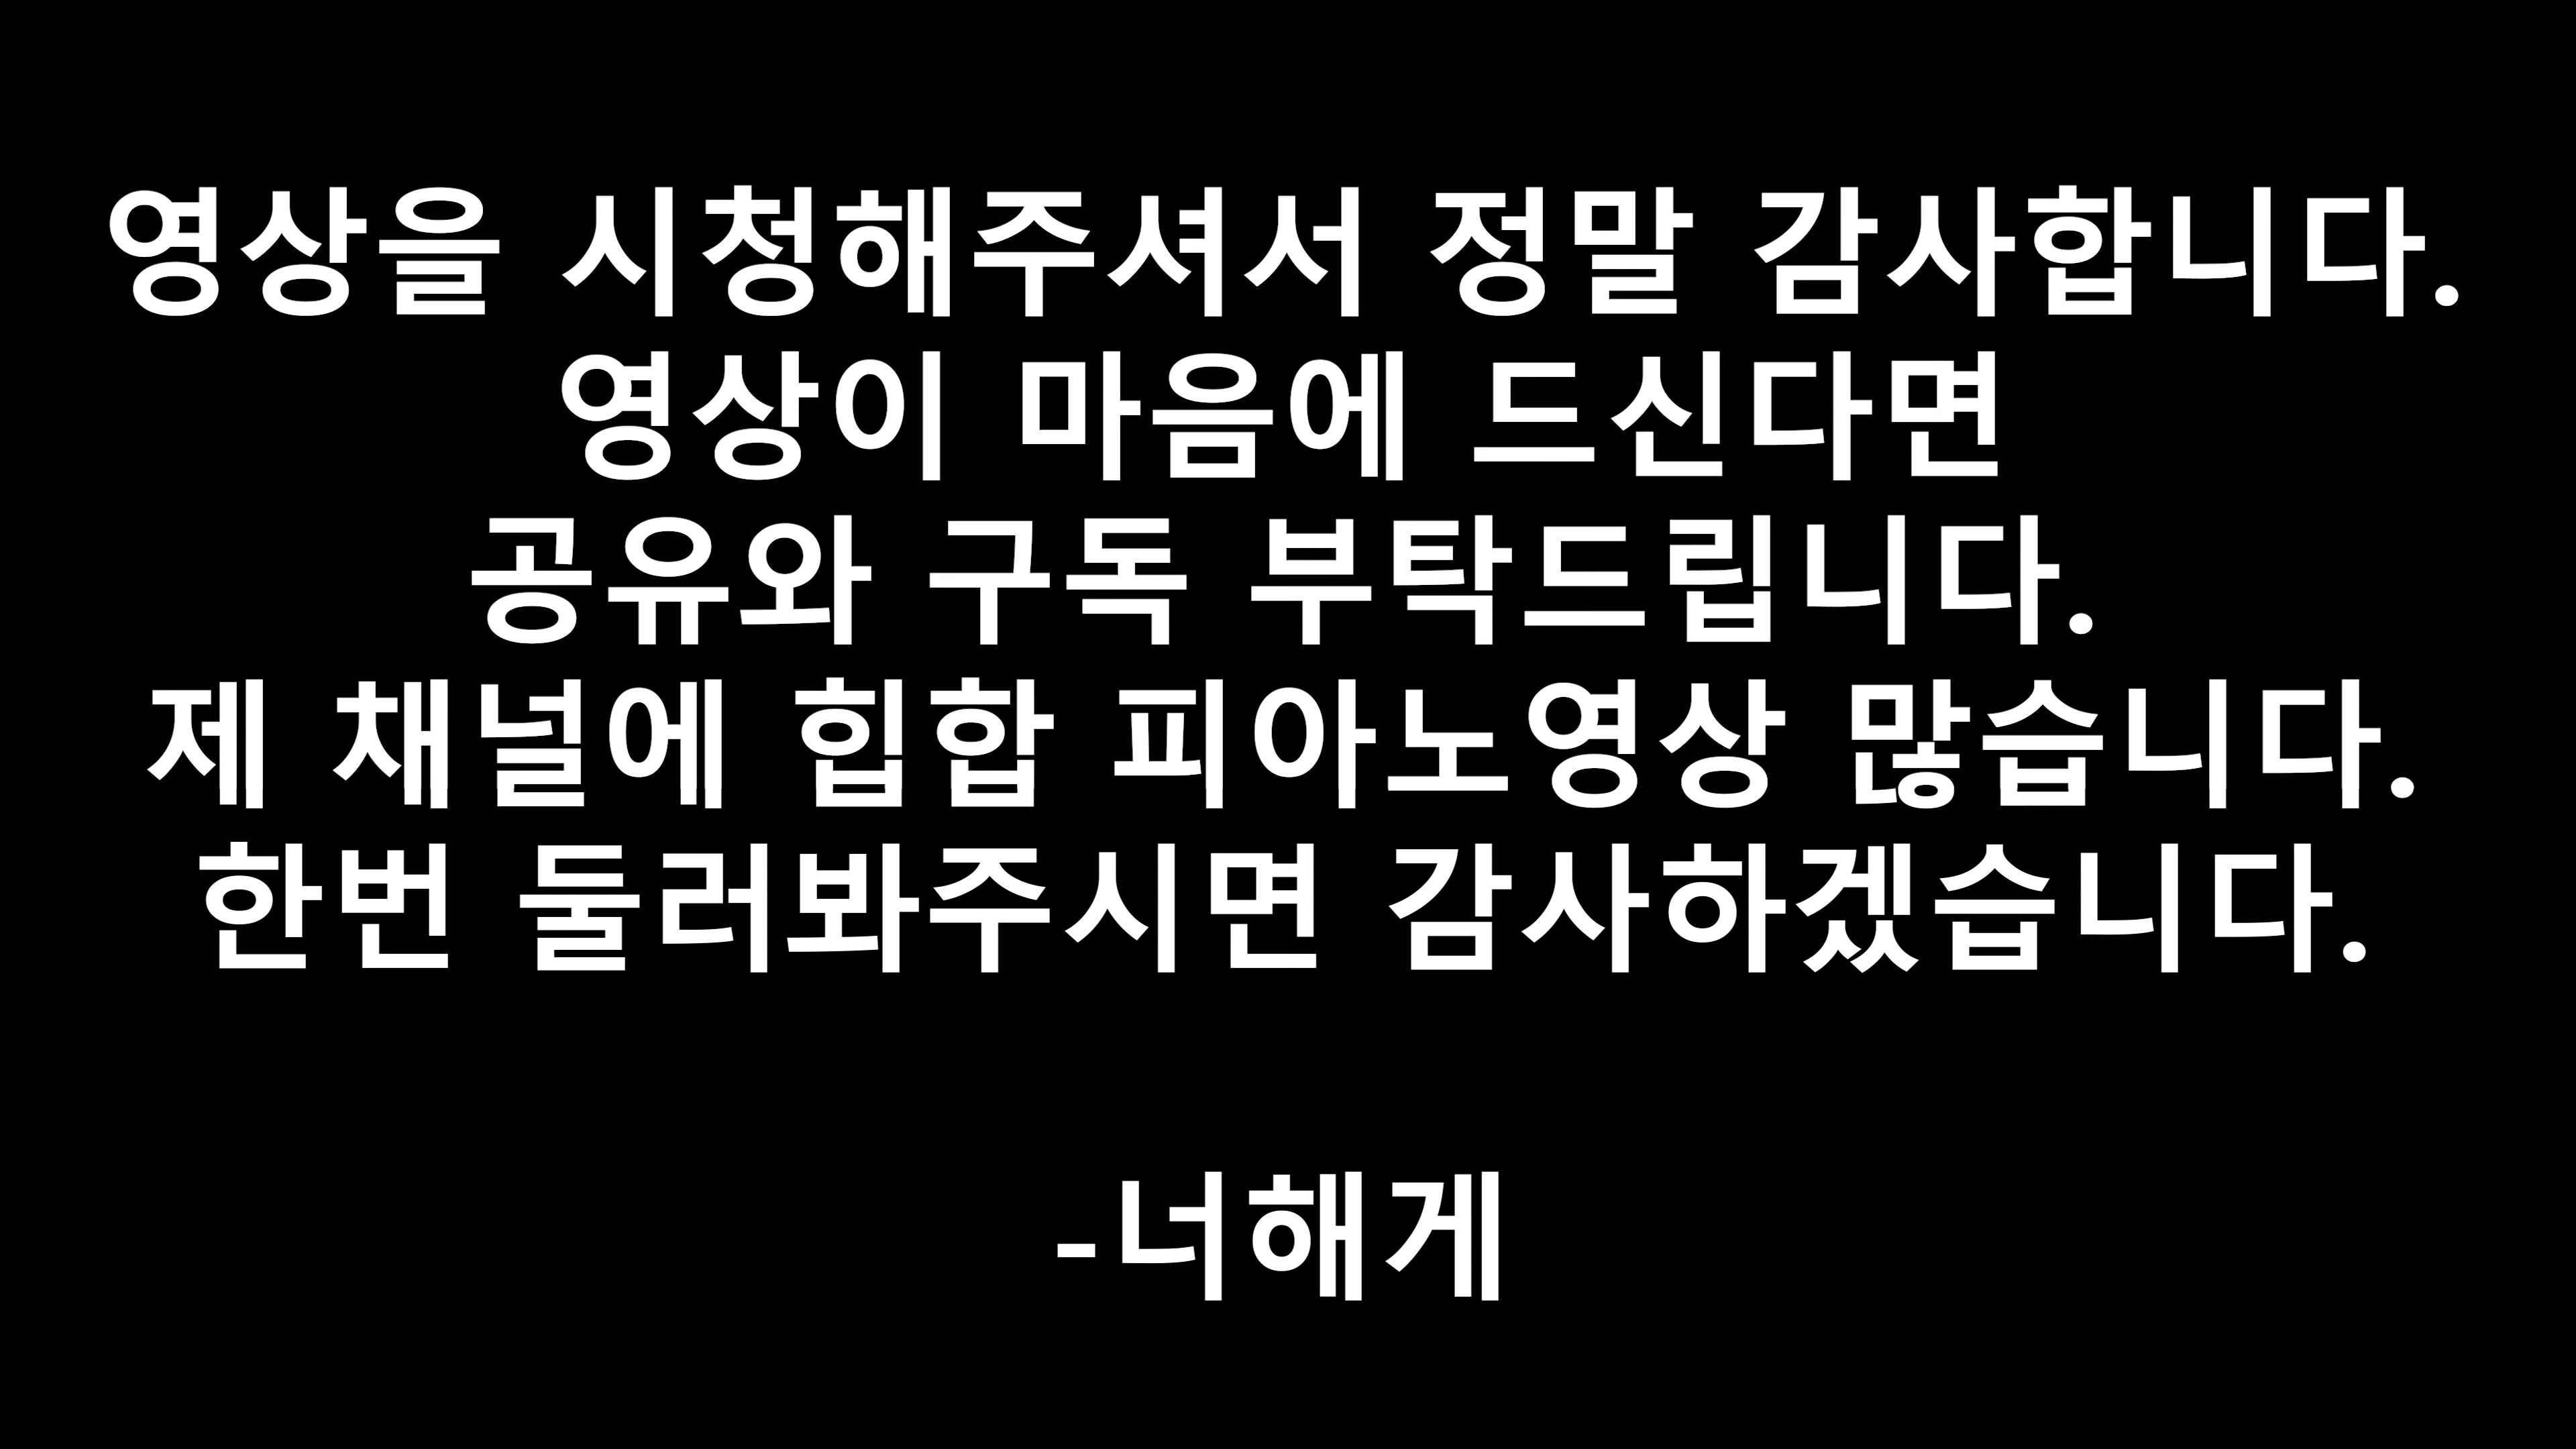 영상을 시청해주셔서 정말 감사합니다.
영상이 마음에 드신다면
공유와 구독 부탁드립니다.
제 채널에 힙합 피아노영상 많습니다.
한번 둘러봐주시면 감사하겠습니다.
-너해게